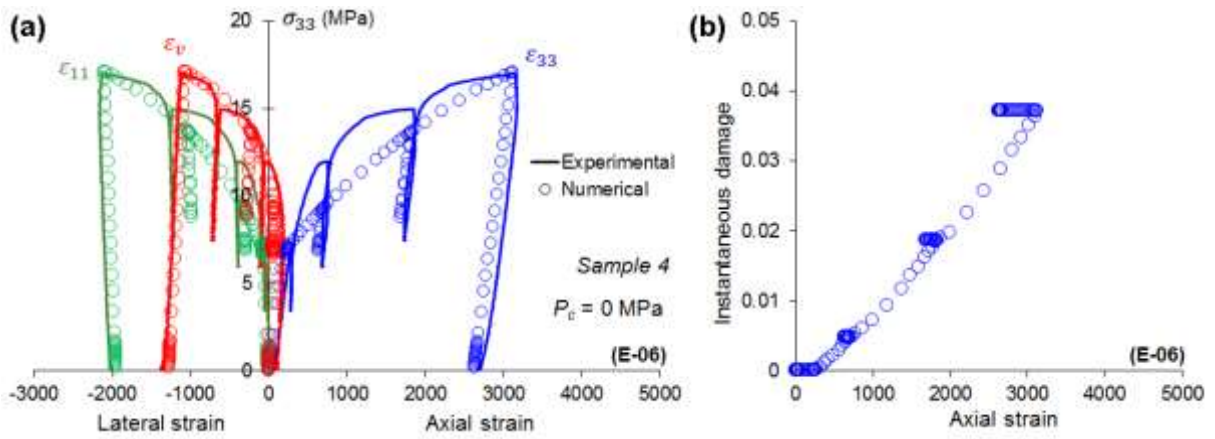 (a)
20
σ33 (MPa)
εv
ε11
ε33
15
10
5
0
Experimental
Numerical
Sample 4
Pc = 0 MPa
(E-06)
-3000 -2000 -1000 0 1000 2000 3000 4000 5000
Lateral strain Axial strain
(b)
0.05
0.04
0.03
0.02
0.01
0
Instantaneous damage
(E-06)
0 1000 2000 3000 4000 5000
Axial strain